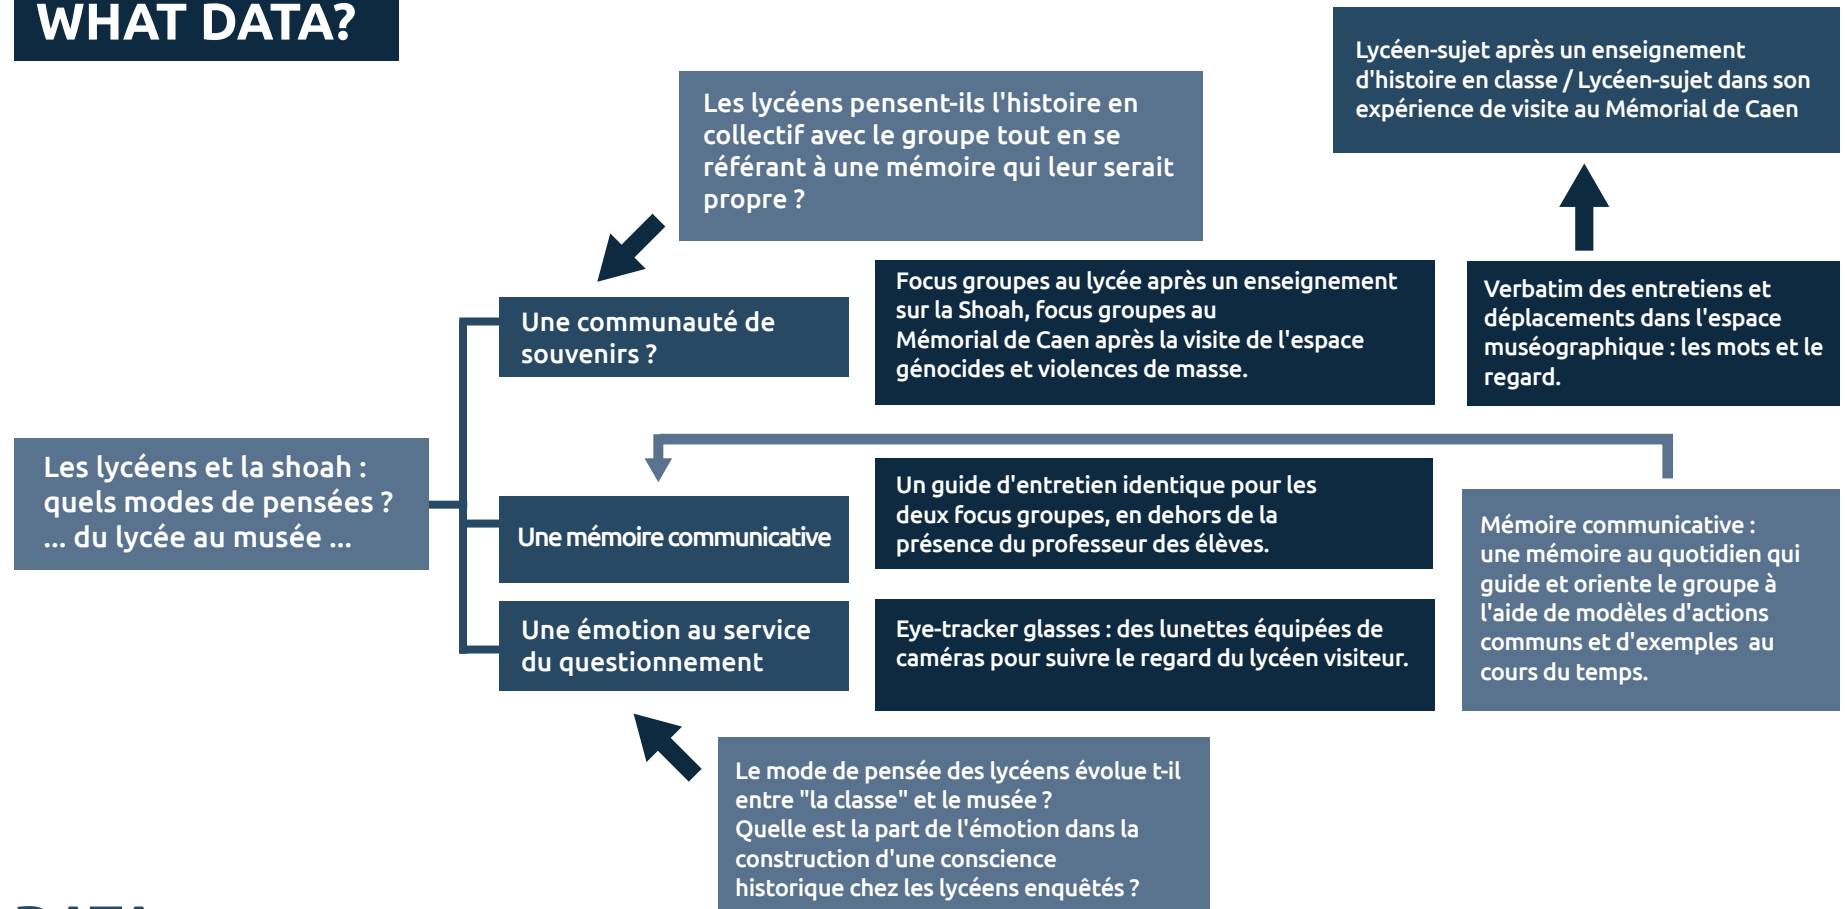 WHAT DATA?
Lycéen-sujet après un enseignement
d'histoire en classe / Lycéen-sujet dans son
expérience de visite au Mémorial de Caen
Les lycéens pensent-ils l'histoire en
collectif avec le groupe tout en se
référant à une mémoire qui leur serait
propre ?
Une communauté de
souvenirs ?
Focus groupes au lycée après un enseignement
sur la Shoah, focus groupes au
Mémorial de Caen après la visite de l'espace
génocides et violences de masse.
Verbatim des entretiens et
déplacements dans l'espace
muséographique : les mots et le
regard.
Les lycéens et la shoah :
quels modes de pensées ?
... du lycée au musée ...
Une mémoire communicative
Un guide d'entretien identique pour les
deux focus groupes, en dehors de la
présence du professeur des élèves.
Mémoire communicative :
une mémoire au quotidien qui
guide et oriente le groupe à
l'aide de modèles d'actions
communs et d'exemples  au
cours du temps.
Une émotion au service
du questionnement
Eye-tracker glasses : des lunettes équipées de
caméras pour suivre le regard du lycéen visiteur.
Le mode de pensée des lycéens évolue t-il
entre "la classe" et le musée ?
Quelle est la part de l'émotion dans la
construction d'une conscience
historique chez les lycéens enquêtés ?